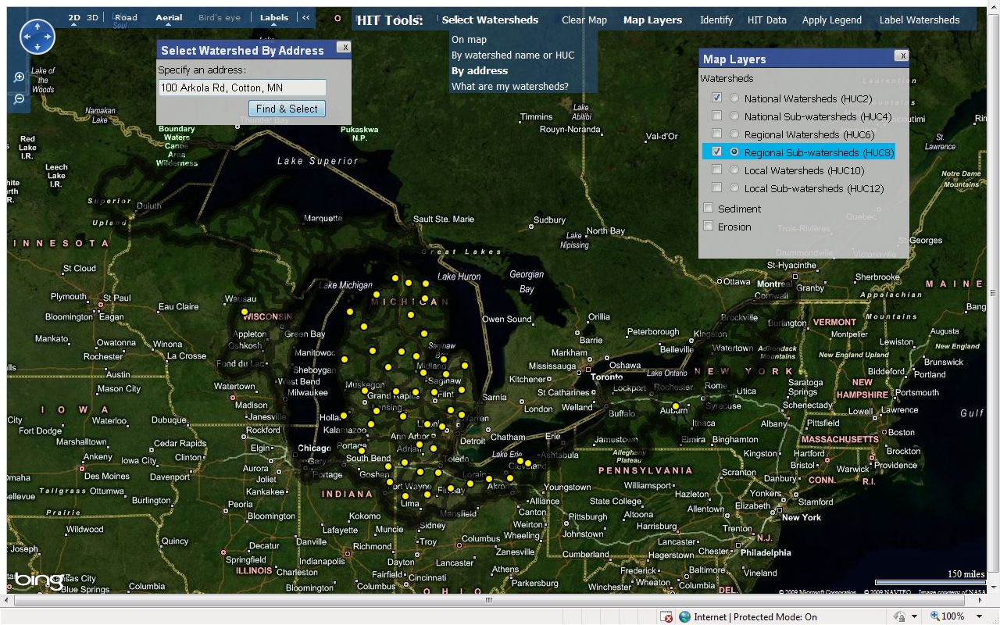 2D 3D Road Aerial Bird's eye Labels <<
HIT Tools: Select Watersheds Clear Map Map Layers Identify HIT Data Apply Legend Label Watersheds
On map
By watershed name or HUC
By address
What are my watersheds?
Select Watershed By Address x
Specify an address:
100 Arkola Rd, Cotton, MN
Find & Select
Map Layers x
Watersheds
National Watersheds (HUC2)
National Sub-watersheds (HUC4)
Regional Watersheds (HUC6)
Regional Sub-watersheds (HUC8)
Local Watersheds (HUC10)
Local Sub-watersheds (HUC12)
Sediment
Erosion
Lake of
the
Woods
Namakan
Lake
Thunder Bay
Boundary
Waters
Canoe
Area
Wilderness
Pukaskwa
N.P.
Red
Lake
I.R.
Leech
Lake
I.R.
Lake Superior
Superior
Upland
Duluth
Marquette
Sault Ste. Marie
Sudbury
North Bay
Lake
Nipissing
Timmins
Lake
Abitibi
Rouyn-Noranda
Val-d'Or
Laurentian
St.
Lawrence
Notre Dame
Mountains
Quebec
Trois-Rivières
St-Georges
Drummondville
Victoriaville
St-Hyacinthe
Montreal
Granby
Sherbrooke
Cornwall
Ottawa
MAINE
Appalachian
Mountains
INNESOTA
St Cloud
Plymouth
St Paul
Bloomington
Eagan
Eau Claire
Mankato
Owatonna
Winona
Rochester
La Crosse
Austin
Mason City
IOWA
Waterloo
Dubuque
Fort Dodge
Marshalltown
Cedar Rapids
Ankeny
Iowa City
Clinton
Des Moines
Davenport
Tallgrass
Ottumwa
Burlington
Prairie
Wildwood
Quincy
Wausau
WISCONSIN
Appleton
Green Bay
Oshkosh
Fond du Lac
Manitowoc
Sheboygan
West Bend
Watertown
Milwaukee
Madison
Janesville
Rockford
Elgin
Chicago
Aurora
Joliet
Gary
Portage
Kankakee
Peoria
Bloomington
Decatur
Springfield
ILLINOIS
Charleston
Danville
Lafayette
INDIANA
Kokomo
Muncie
Indianapolis
Richmond
Columbus
Bloomington
Great Lakes
Lake Michigan
Lake Huron
Georgian
Bay
MICHIGAN
Saginaw
Bay
Midland
Saginaw
Muskegon
Grand Rapids
Flint
Lansing
Kalamazoo
Portage
Ann Arbor
Adrian
Warren
Detroit
South Bend
Goshen
Toledo
Fort Wayne
Lima
Findlay
Mansfield
Lorain
Cleveland
Akron
Lake Erie
Ashtabula
Sidney
Troy
Dayton
Lancaster
OHIO
Columbus
Zanesville
Athens
Parkersburg
Owen Sound
Orillia
Barrie
Markham
Mississauga
Kitchener
Oshawa
Toronto
St Catharines
Welland
London
Sarnia
Chatham
Peterborough
Belleville
Kingston
Brockville
Watertown
Lake Ontario
Lockport
Rochester
Buffalo
Erie
Jamestown
Allegheny
Plateau
PENNSYLVANIA
NEW YORK
Adirondack
Mountains
Rome
Utica
Syracuse
Auburn
Ithaca
Elmira
Binghamton
Youngstown
Alliance
Canton
Weirton
Wheeling
Pittsburgh
Johnstown
State College
Altoona
Williamsport
Hazleton
Scranton
Allentown
Harrisburg
Lancaster
Cumberland
Hagerstown
Chester
Frederick
Baltimore
Winchester
Wheaton
Columbia
DEL.
Burlington
VERMONT
Montpelier
New England Upland
Lewiston
Augusta
New England
Brunswick
Biddeford
Portland
NEW
HAMPSHIRE
Portsmouth
Saratoga
Springs
Schenectady
Albany
Pittsfield
Lowell
Lawrence
Boston
MASSACHUSETTS
Brockton
Hartford
Bristol
Warwick
Providence
CONN.
R.I.
Kingston
Danbury
Yonkers
Stamford
Elizabeth
New York
Trenton
N.J.
Philadelphia
Vineland
Gulf
bing
Kansas City
Blue Springs
Columbia
150 miles
© 2009 Microsoft Corporation © 2009 NAVTEQ Image courtesy of NASA
Internet | Protected Mode: On 100%